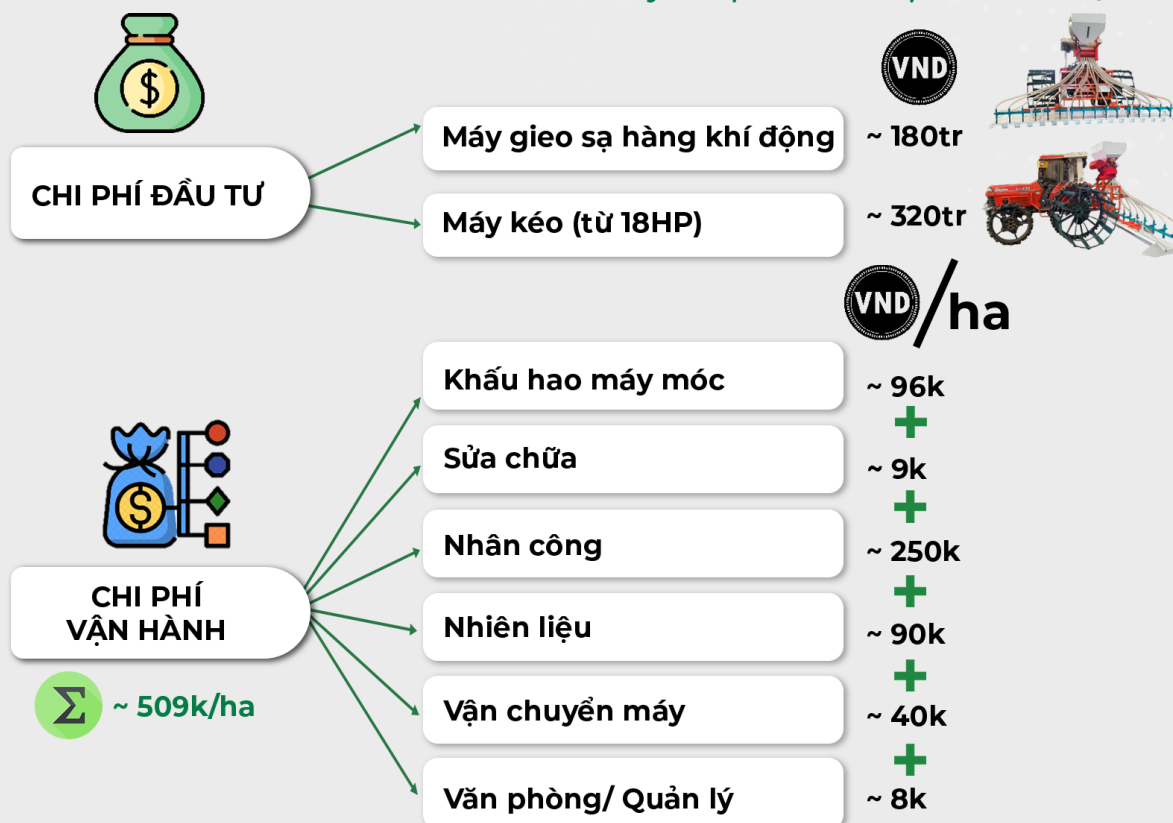 VND
Máy gieo sạ hàng khí động
~ 180tr
CHI PHÍ ĐẦU TƯ
Máy kéo (từ 18HP)
~ 320tr
VND/ha
Khấu hao máy móc
~ 96k
+
Sửa chữa
~ 9k
+
Nhân công
~ 250k
+
CHI PHÍ
VẬN HÀNH
Nhiên liệu
~ 90k
+
Σ ~ 509k/ha
Vận chuyển máy
~ 40k
+
Văn phòng/ Quản lý
~ 8k